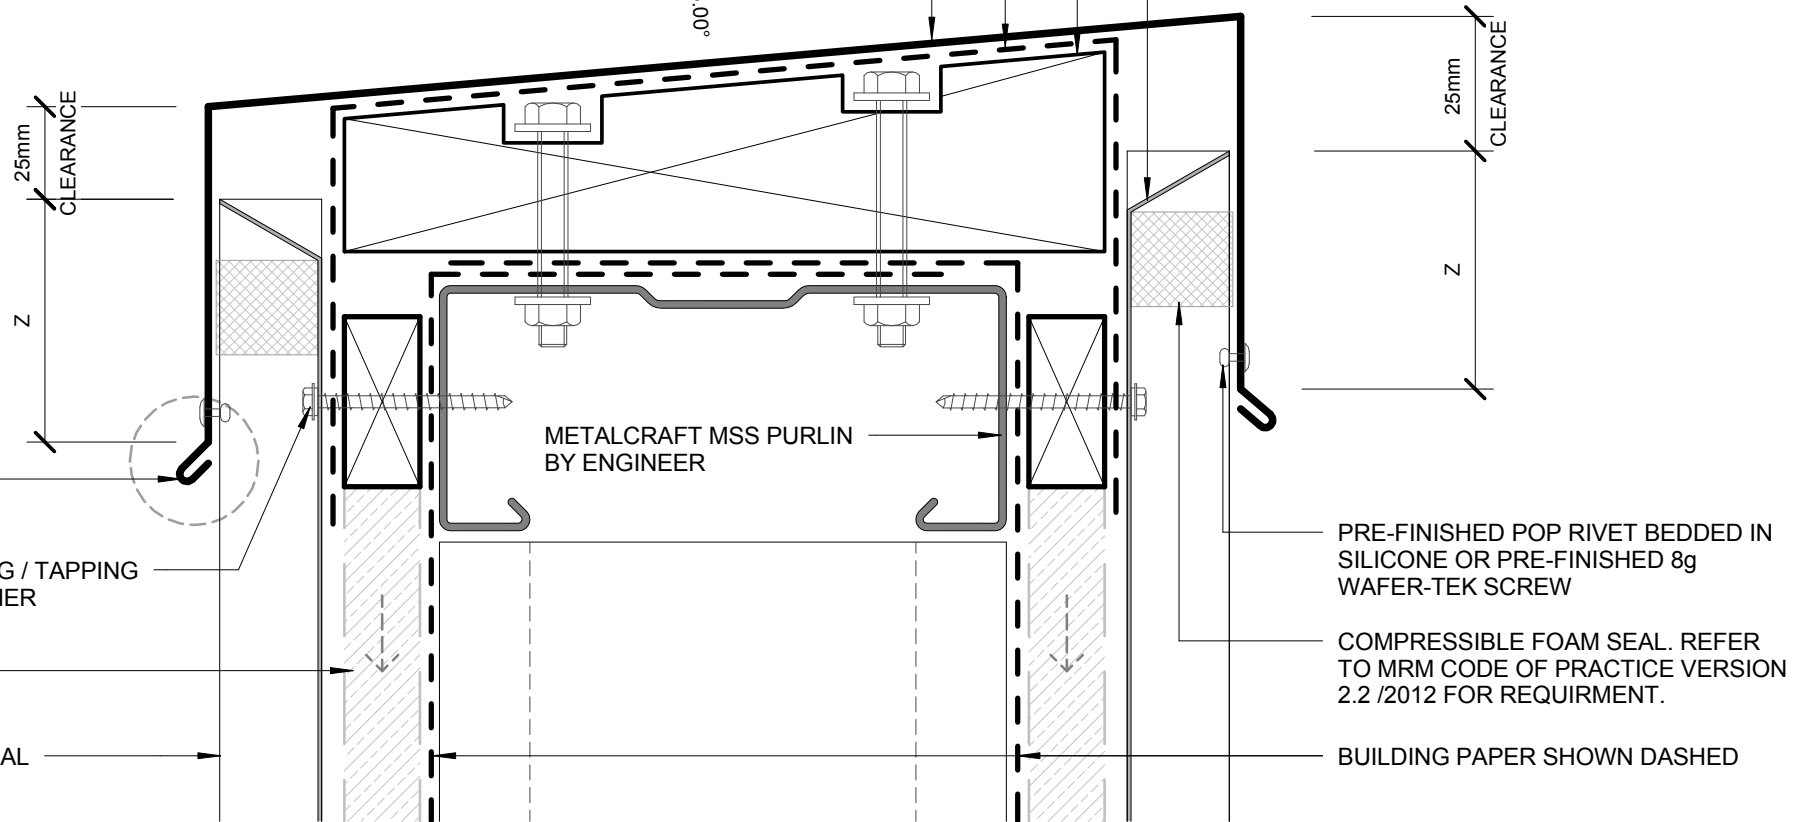 .00°
25mm
CLEARANCE
25mm
CLEARANCE
Z
Z
METALCRAFT MSS PURLIN
BY ENGINEER
G / TAPPING
PRE-FINISHED POP RIVET BEDDED IN
SILICONE OR PRE-FINISHED 8g
WAFER-TEK SCREW
COMPRESSIBLE FOAM SEAL. REFER
TO MRM CODE OF PRACTICE VERSION
2.2 /2012 FOR REQUIRMENT.
AL
BUILDING PAPER SHOWN DASHED